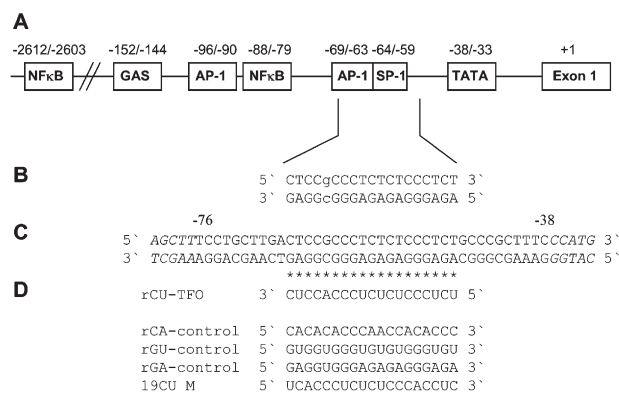 A
-2612/-2603 -152/-144 -96/-90 -88/-79 -69/-63 -64/-59 -38/-33 +1
NFκB GAS AP-1 NFκB AP-1 SP-1 TATA Exon 1
B
5` CTCCgCCCTCTCTCCCTCT 3`
3` GAGGcGGGAGAGAGGGAGA 5`
-76 -38
C
5` AGCTTTCCTGCTTGACTCCGCCCTCTCTCCCTCTGCCCGCTTTCCCATG 3`
3` TCGAAAGGACGAACTGAGGCGGGAGAGAGGGAGACGGGCGAAAGGGTAC 5`
*******************
D
rCU-TFO 3` CUCCACCCUCUCUCCCUCU 5`
rCA-control 5` CACACACCCAACCACACCC 3`
rGU-control 5` GUGGUGGGUGUGUGGGUGU 3`
rGA-control 5` GAGGUGGGAGAGAGGGAGA 3`
19CU M 5` UCACCCUCUCUCCCACCUC 3`